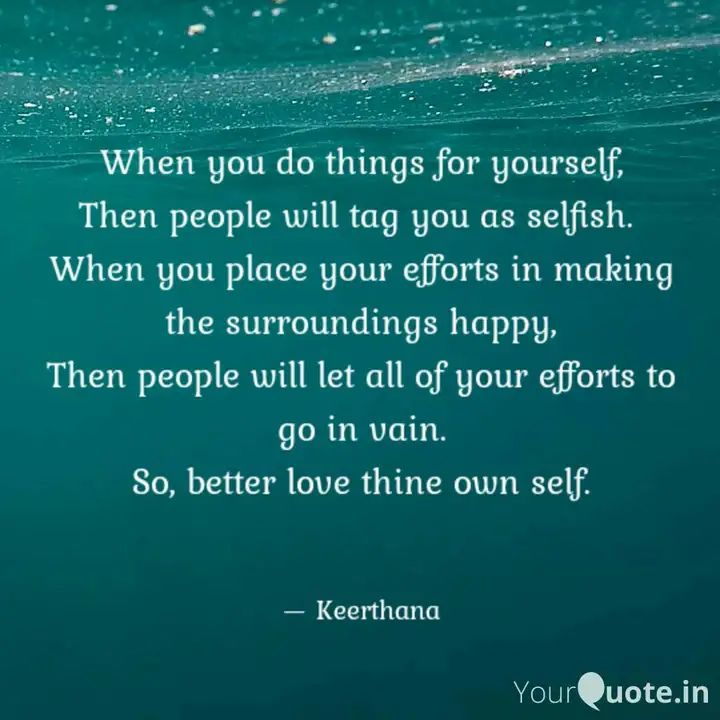 When you do things for yourself,
Then people will tag you as selfish.
When you place your efforts in making
the surroundings happy,
Then people will let all of your efforts to
go in vain.
So, better love thine own self.
— Keerthana
YourQuote.in